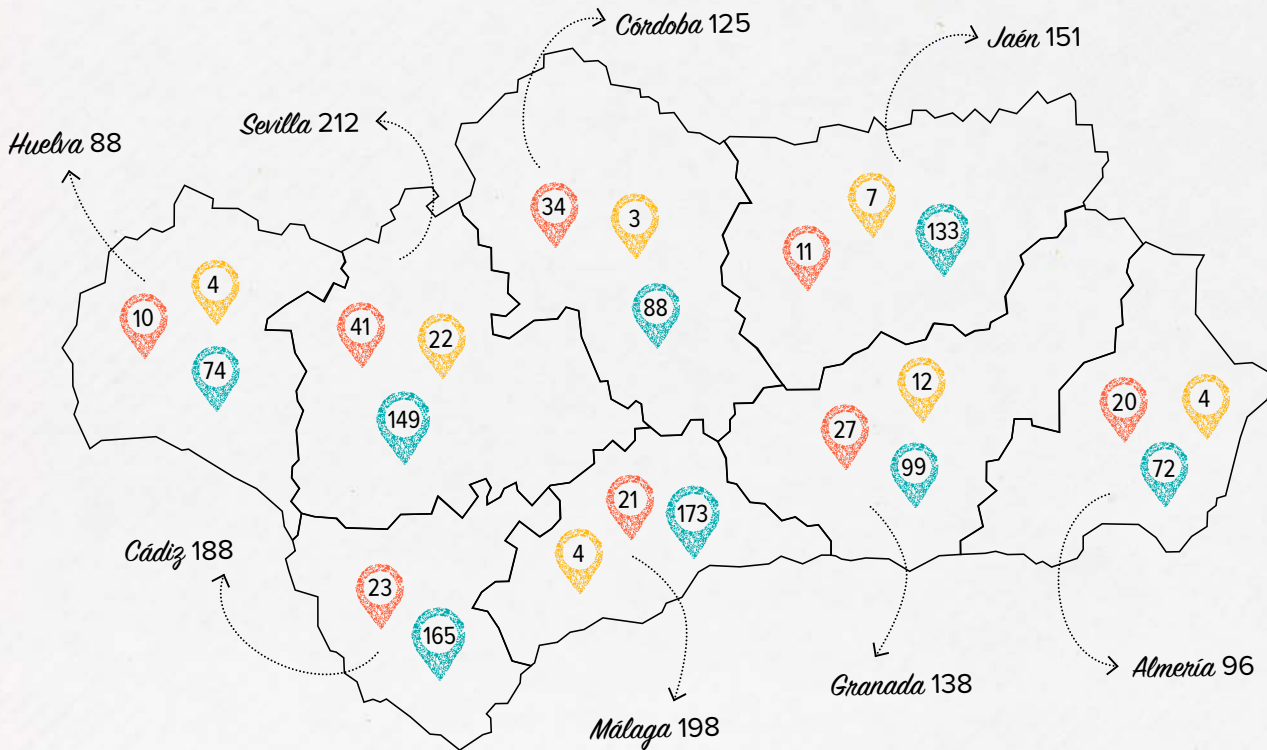 Córdoba 125
Jaén 151
Sevilla 212
Huelva 88
34
3
7
133
11
88
4
10
74
41
22
149
12
27
99
20
4
72
21
173
4
Cádiz 188
23
165
Málaga 198
Granada 138
Almería 96